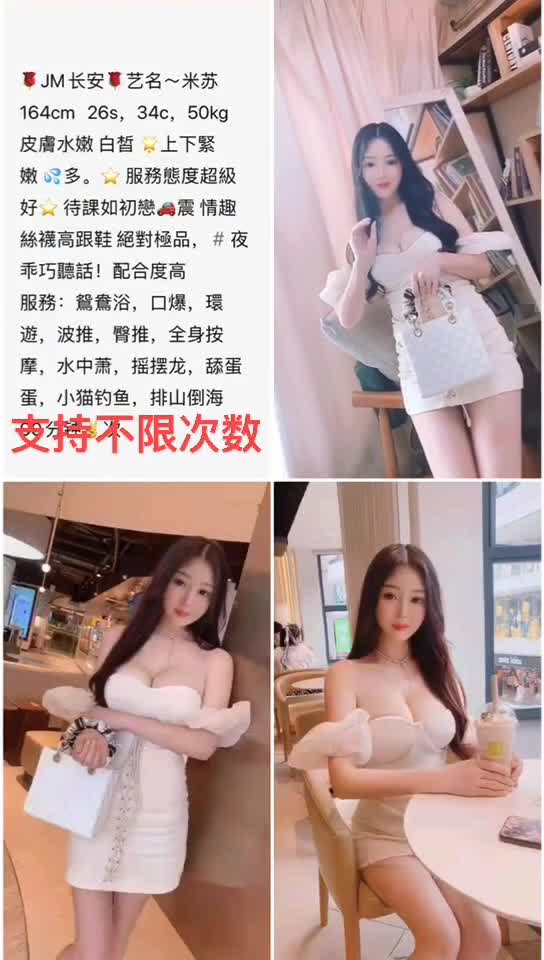 🌹JM长安🌹艺名～米苏
164cm 26s，34c，50kg
皮膚水嫩 白皙 🌟上下緊
嫩 💦多。⭐ 服務態度超級
好⭐ 待課如初戀🚗震 情趣
絲襪高跟鞋 絕對極品，# 夜
乖巧聽話！配合度高
服務：鴛鴦浴，口爆，環
遊，波推，臀推，全身按
摩，水中萧，摇摆龙，舔蛋
蛋，小猫钓鱼，排山倒海
支持不限次数